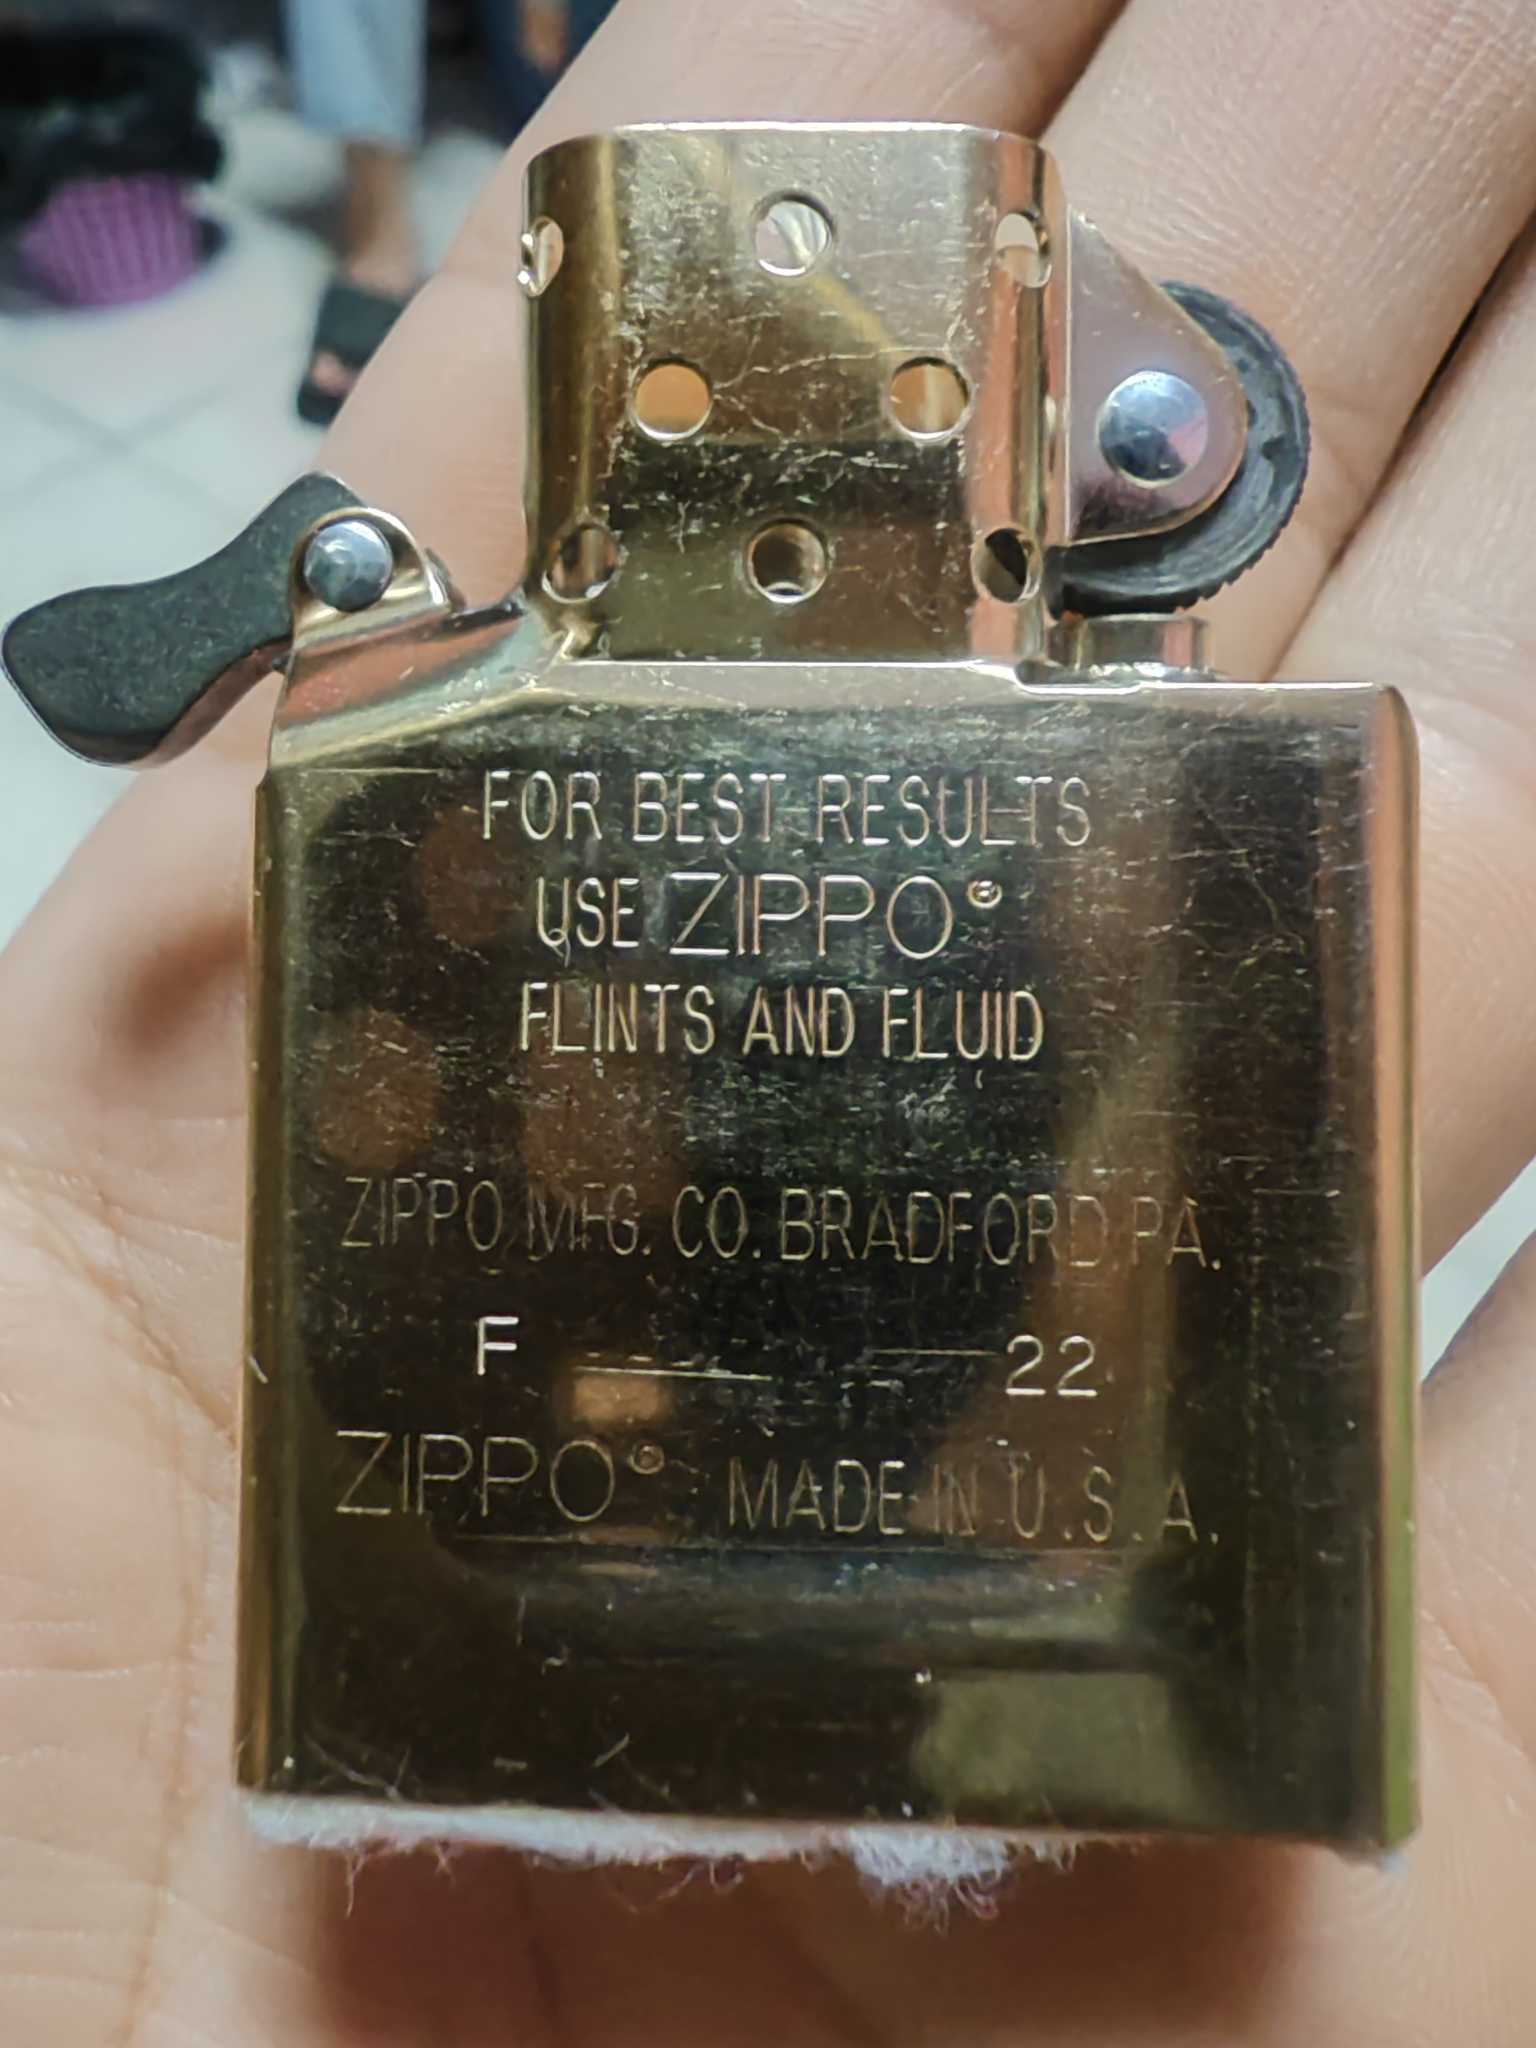 FOR BEST RESULTS
USE ZIPPO®
FLINTS AND FLUID
ZIPPO MFG. CO. BRADFORD, PA.
F 22
ZIPPO® MADE IN U.S.A.